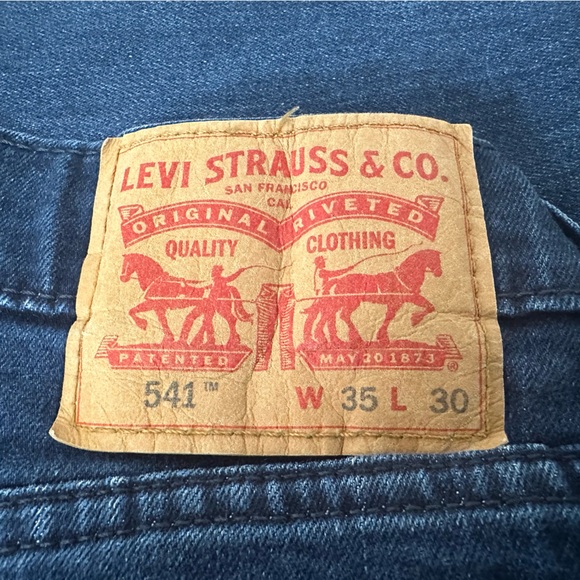 LEVI STRAUSS & CO.
SAN FRANCISCO
CAL
ORIGINAL RIVETED
QUALITY CLOTHING
PATENTED MAY 20 1873 ®
541™ W 35 L 30